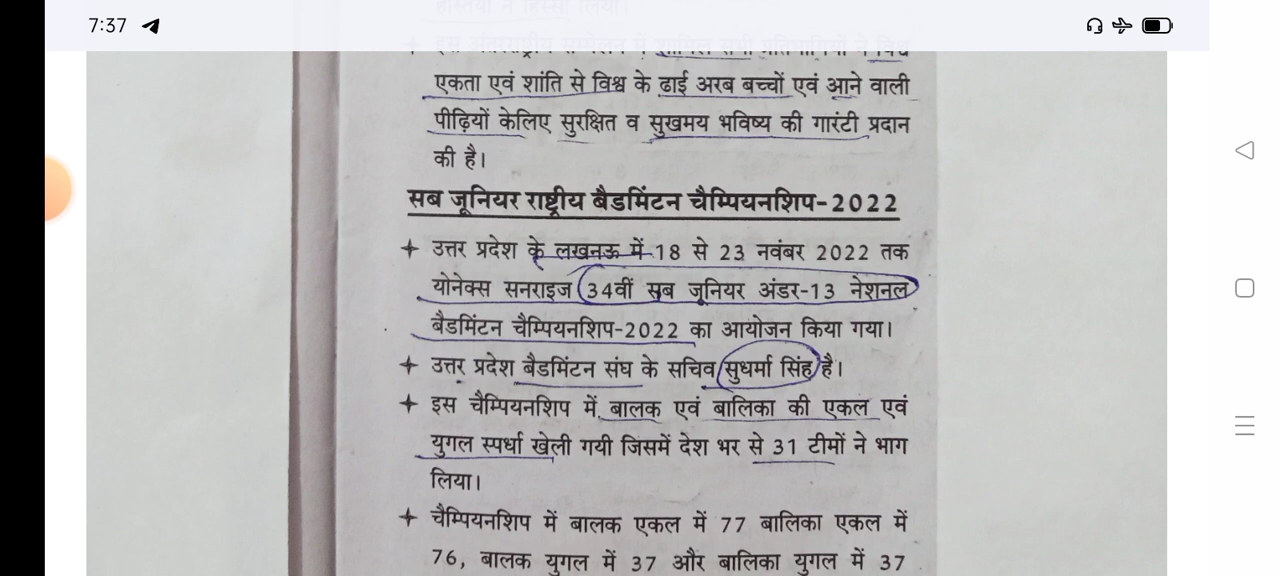 7:37
एकता एवं शांति से विश्व के ढाई अरब बच्चों एवं आने वाली
पीढ़ियों केलिए सुरक्षित व सुखमय भविष्य की गारंटी प्रदान
की है।
सब जूनियर राष्ट्रीय बैडमिंटन चैम्पियनशिप-2022
उत्तर प्रदेश के लखनऊ में 18 से 23 नवंबर 2022 तक
योनेक्स सनराइज 34वीं सब जूनियर अंडर-13 नेशनल
बैडमिंटन चैम्पियनशिप-2022 का आयोजन किया गया।
उत्तर प्रदेश बैडमिंटन संघ के सचिव सुधर्मा सिंह है।
इस चैम्पियनशिप में बालक एवं बालिका की एकल एवं
युगल स्पर्धा खेली गयी जिसमें देश भर से 31 टीमों ने भाग
लिया।
चैम्पियनशिप में बालक एकल में 77 बालिका एकल में
76, बालक युगल में 37 और बालिका युगल में 37